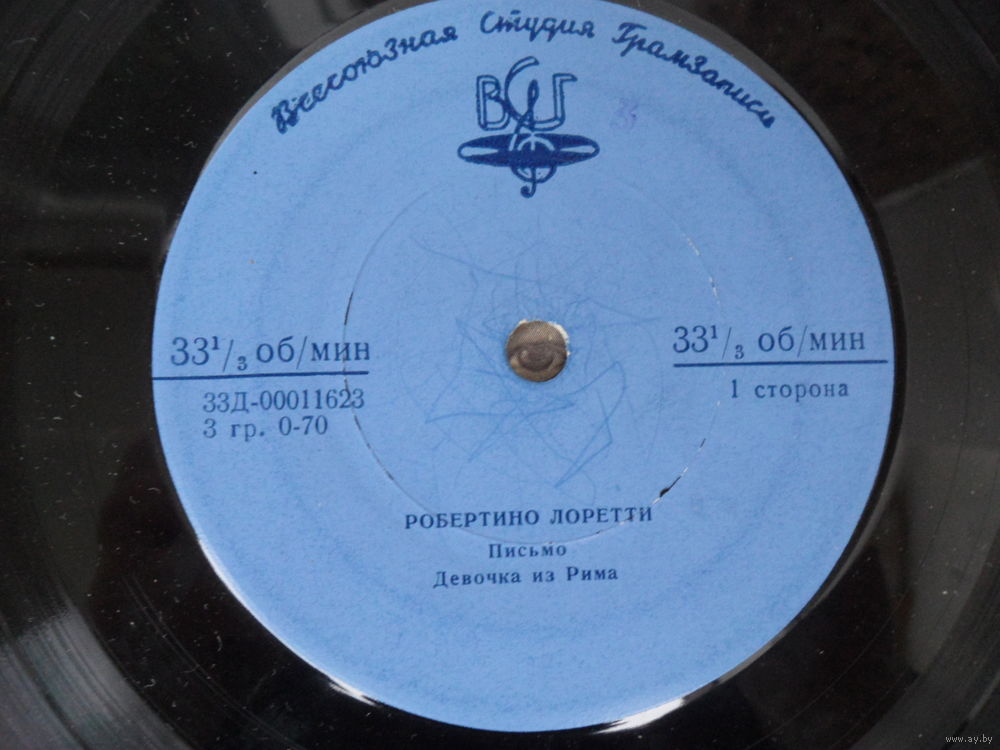 Всесоюзная Студия Грамзаписи
ВСГ
33¹/₃ об/мин
33Д-00011623
3 гр. 0-70
33¹/₃ об/мин
1 сторона
РОБЕРТИНО ЛОРЕТТИ
Письмо
Девочка из Рима
www.ay.by